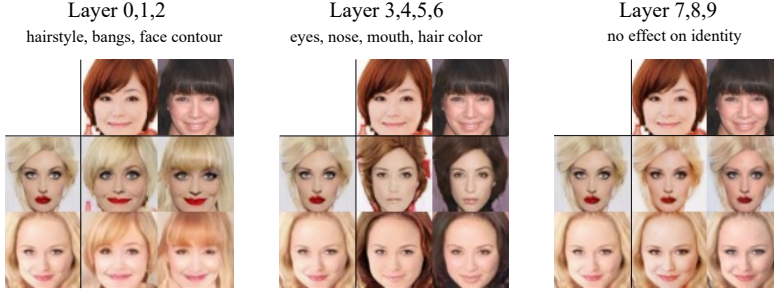 Layer 0,1,2
hairstyle, bangs, face contour
Layer 3,4,5,6
eyes, nose, mouth, hair color
Layer 7,8,9
no effect on identity